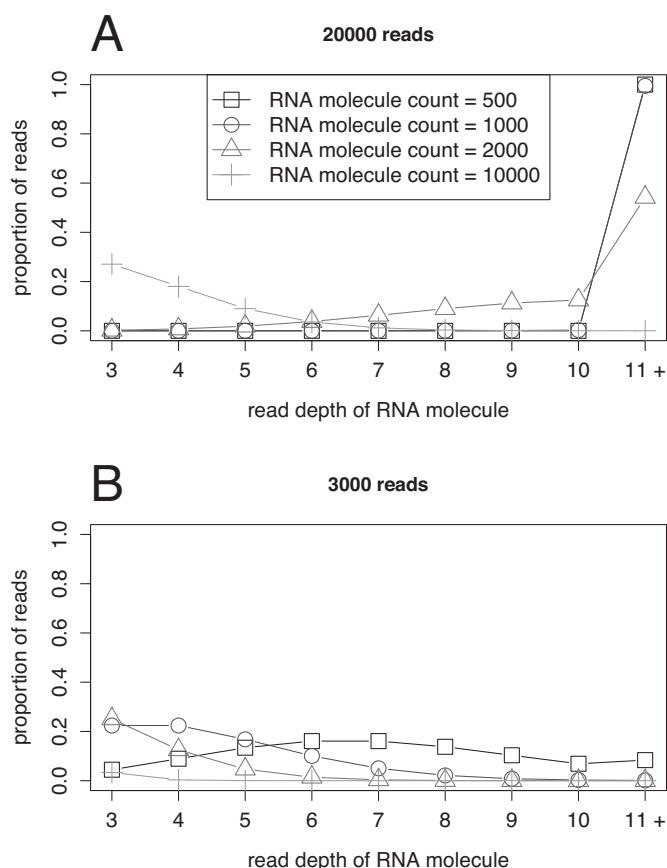 A
20000 reads
1.0
0.8
0.6
0.4
0.2
0.0
proportion of reads
RNA molecule count = 500
RNA molecule count = 1000
RNA molecule count = 2000
RNA molecule count = 10000
3 4 5 6 7 8 9 10 11 +
read depth of RNA molecule
B
3000 reads
1.0
0.8
0.6
0.4
0.2
0.0
proportion of reads
3 4 5 6 7 8 9 10 11 +
read depth of RNA molecule